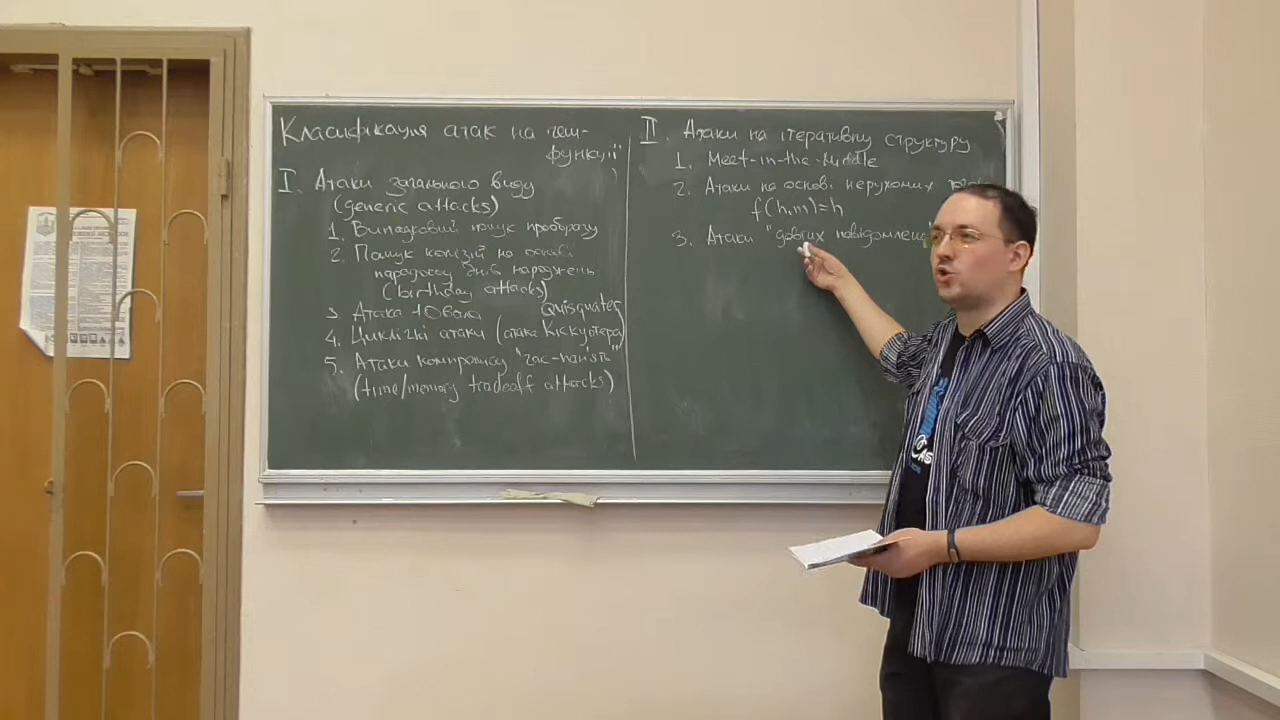 Класифікація атак на геш-
функції
I. Атаки загального виду
(generic attacks)
1. Випадковий пошук прообразу
2. Пошук колізій на основі
парадоксу днів народжень
(birthday attacks)
3. Атака Ювала
Quisquater
4. Циклічні атаки (атака Кіскуотера)
5. Атаки компромісу "час-пам'ять"
(time/memory tradeoff attacks)
II Атаки на ітеративну структуру
1. Meet-in-the-Middle
2. Атаки на основі нерухомих
f(h,m)=h
3. Атаки "довгих повідомлень"